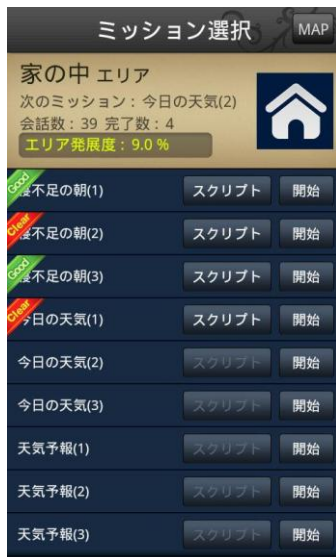 ミッション選択
MAP
家の中 エリア
次のミッション : 今日の天気(2)
会話数 : 39 完了数 : 4
エリア発展度 : 9.0 %
Good
不足の朝(1)
スクリプト
開始
Clear
不足の朝(2)
スクリプト
開始
Good
不足の朝(3)
スクリプト
開始
Clear
今日の天気(1)
スクリプト
開始
今日の天気(2)
スクリプト
開始
今日の天気(3)
スクリプト
開始
天気予報(1)
スクリプト
開始
天気予報(2)
スクリプト
開始
天気予報(3)
スクリプト
開始